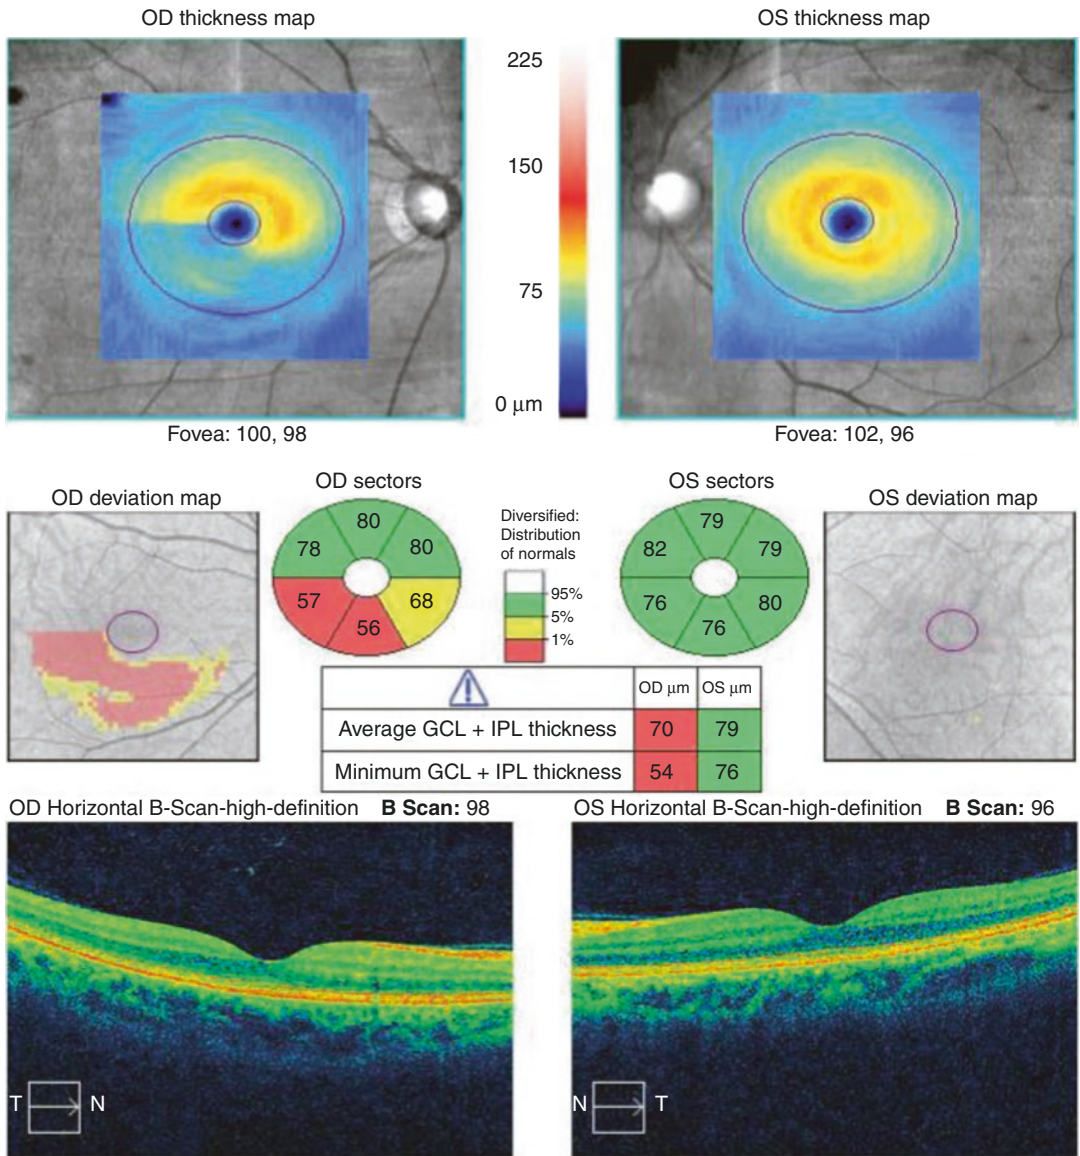 OD thickness map
OS thickness map
225
150
75
0 μm
Fovea: 100, 98
Fovea: 102, 96
OD deviation map
OD sectors
80
78
80
57
68
56
Diversified:
Distribution
of normals
95%
5%
1%
OS sectors
79
82
79
76
80
76
OS deviation map
OD μm OS μm
Average GCL + IPL thickness 70 79
Minimum GCL + IPL thickness 54 76
OD Horizontal B-Scan-high-definition B Scan: 98
OS Horizontal B-Scan-high-definition B Scan: 96
T N
N T